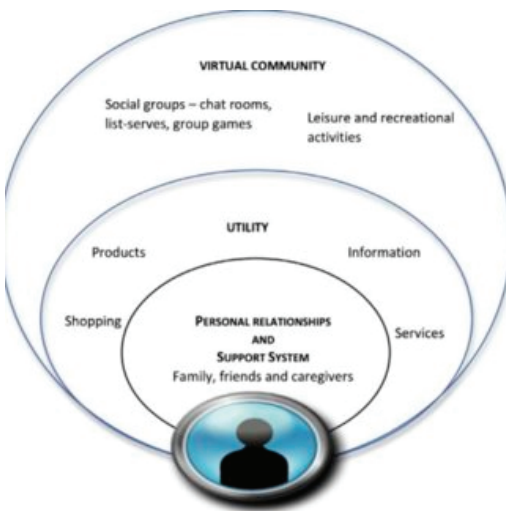 VIRTUAL COMMUNITY
Social groups – chat rooms,
list-serves, group games
Leisure and recreational
activities
UTILITY
Products
Information
Shopping
Services
PERSONAL RELATIONSHIPS
AND
SUPPORT SYSTEM
Family, friends and caregivers